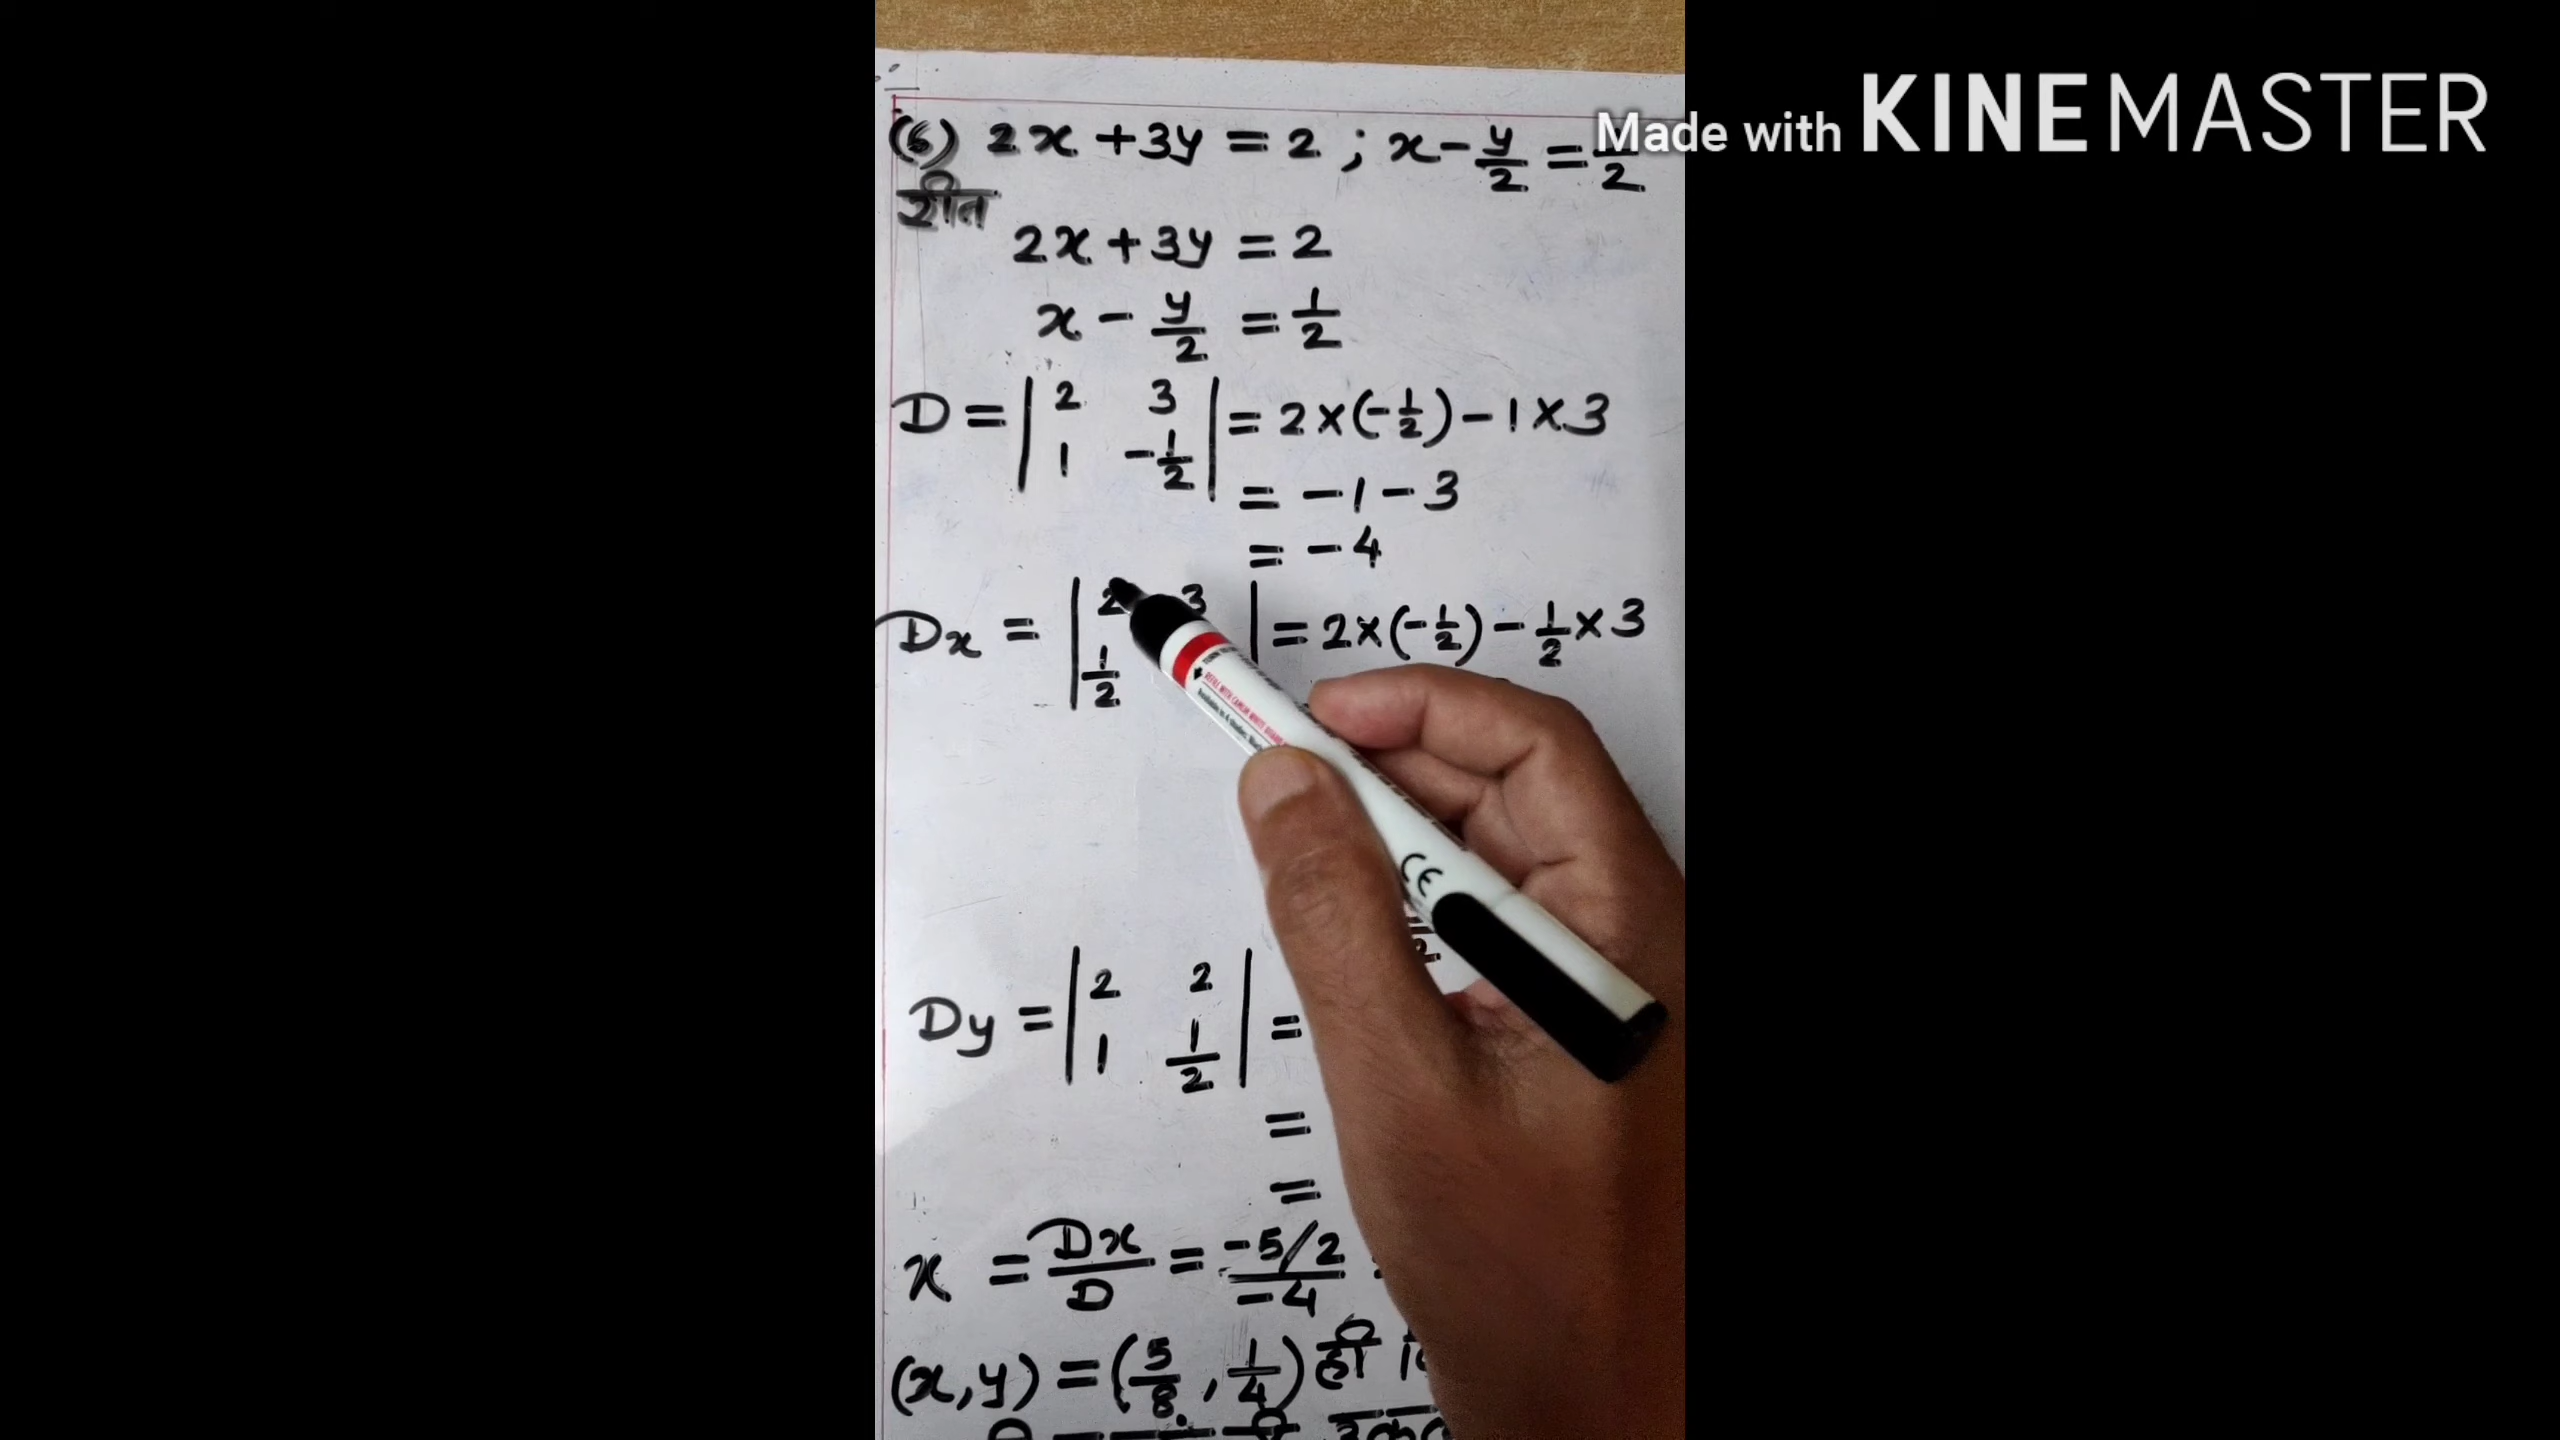 Made with KINEMASTER
(6) 2x + 3y = 2 ; x - y/2 = /2
रीत
2x + 3y = 2
x - y/2 = 1/2
D = | 2 3 | = 2 × (-1/2) - 1 × 3
| 1 -1/2 |
= -1 - 3
= -4
Dx = | 2 3 | = 2 × (-1/2) - 1/2 × 3
| 1/2
Dy = | 2 2 | =
| 1 1/2 |
=
=
x = Dx/D = -5/2 / -4
(x, y) = (5/8, 1/4) ही
CE